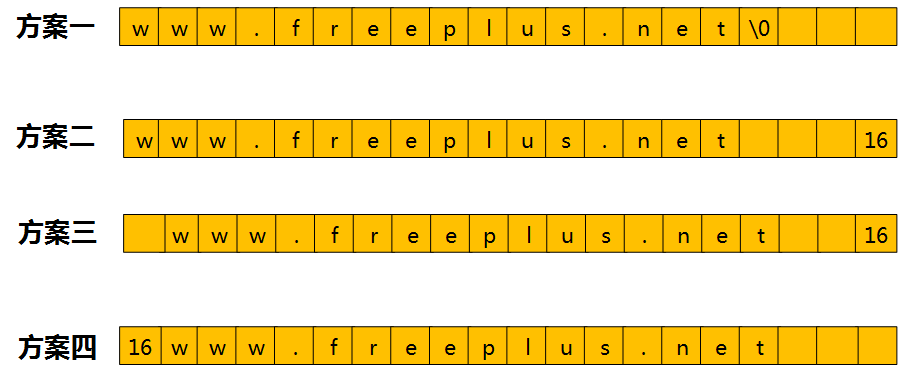 方案一 w w w . f r e e p l u s . n e t \0
方案二 w w w . f r e e p l u s . n e t 16
方案三 w w w . f r e e p l u s . n e t 16
方案四 16 w w w . f r e e p l u s . n e t